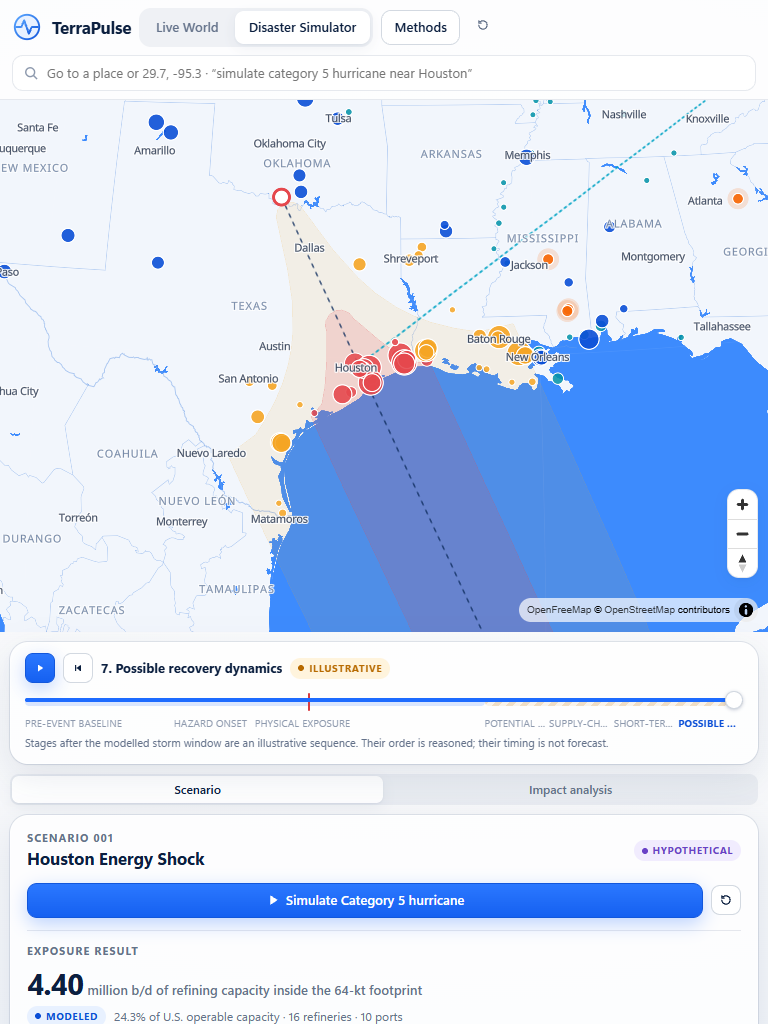 TerraPulse
Live World
Disaster Simulator
Methods
Go to a place or 29.7, -95.3 · “simulate category 5 hurricane near Houston”
Santa Fe
uquerque
EW MEXICO
Amarillo
Tulsa
Oklahoma City
OKLAHOMA
ARKANSAS
Memphis
Nashville
Knoxville
Atlanta
ALABAMA
GEORGI
MISSISSIPPI
Jackson
Montgomery
Dallas
Shreveport
Paso
TEXAS
Tallahassee
Austin
Baton Rouge
New Orleans
Houston
San Antonio
hua City
COAHUILA
Nuevo Laredo
NUEVO LEÓN
Torreón
Monterrey
Matamoros
DURANGO
TAMAULIPAS
ZACATECAS
OpenFreeMap © OpenStreetMap contributors
7. Possible recovery dynamics
ILLUSTRATIVE
PRE-EVENT BASELINE
HAZARD ONSET
PHYSICAL EXPOSURE
POTENTIAL ...
SUPPLY-CH...
SHORT-TER...
POSSIBLE ...
Stages after the modelled storm window are an illustrative sequence. Their order is reasoned; their timing is not forecast.
Scenario
Impact analysis
SCENARIO 001
Houston Energy Shock
HYPOTHETICAL
Simulate Category 5 hurricane
EXPOSURE RESULT
4.40 million b/d of refining capacity inside the 64-kt footprint
MODELED
24.3% of U.S. operable capacity · 16 refineries · 10 ports